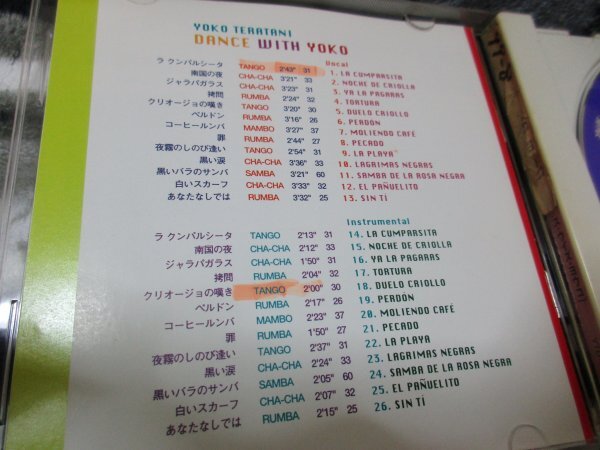 YOKO TERATANI
DANCE WITH YOKO
Vocal
ラ クンパルシータ TANGO 2'43" 31 1. LA CUMPARSITA
南国の夜 CHA-CHA 3'21" 33 2. NOCHE DE CRIOLLA
ジャラパガラス CHA-CHA 3'23" 31 3. YA LA PAGARAS
拷問 RUMBA 2'24" 32 4. TORTURA
クリオージョの嘆き TANGO 3'20" 30 5. DUELO CRIOLLO
ペルドン RUMBA 3'16" 26 6. PERDON
コーヒールンバ MAMBO 3'27" 37 7. MOLIENDO CAFÉ
罪 RUMBA 2'44" 27 8. PECADO
夜霧のしのび逢い TANGO 2'54" 31 9. LA PLAYA
黒い涙 CHA-CHA 3'36" 33 10. LAGRIMAS NEGRAS
黒いバラのサンバ SAMBA 3'21" 60 11. SAMBA DE LA ROSA NEGRA
白いスカーフ CHA-CHA 3'33" 32 12. EL PAÑUELITO
あなたなしでは RUMBA 3'32" 25 13. SIN TÍ
Instrumental
ラ クンパルシータ TANGO 2'13" 31 14. LA CUMPARSITA
南国の夜 CHA-CHA 2'12" 33 15. NOCHE DE CRIOLLA
ジャラパガラス CHA-CHA 1'50" 31 16. YA LA PAGARAS
拷問 RUMBA 2'04" 32 17. TORTURA
クリオージョの嘆き TANGO 2'00" 30 18. DUELO CRIOLLO
ペルドン RUMBA 2'17" 26 19. PERDON
コーヒールンバ MAMBO 2'23" 37 20. MOLIENDO CAFÉ
罪 RUMBA 1'50" 27 21. PECADO
夜霧のしのび逢い TANGO 2'37" 31 22. LA PLAYA
黒い涙 CHA-CHA 2'24" 33 23. LAGRIMAS NEGRAS
黒いバラのサンバ SAMBA 2'05" 60 24. SAMBA DE LA ROSA NEGRA
白いスカーフ CHA-CHA 2'07" 32 25. EL PAÑUELITO
あなたなしでは RUMBA 2'15" 25 26. SIN TÍ